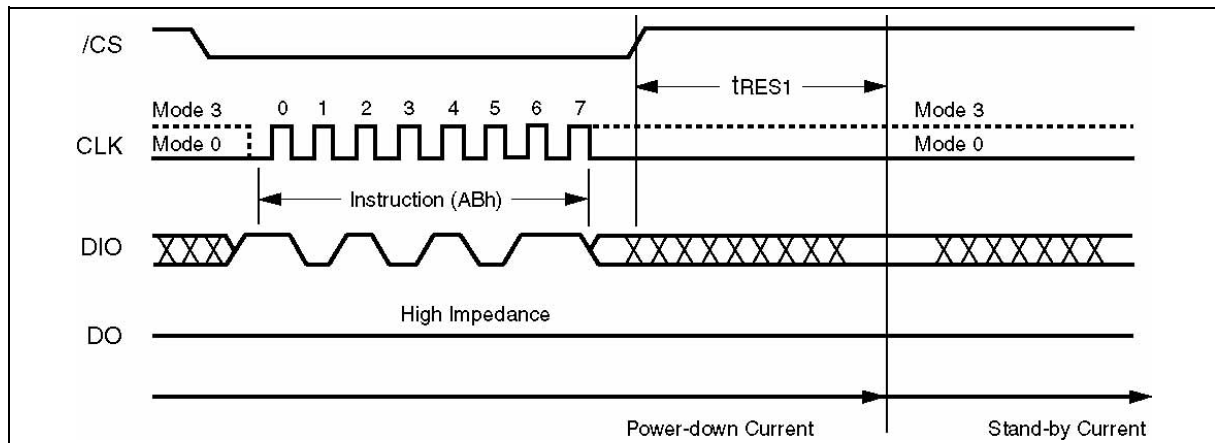 /CS
tRES1
Mode 3 0 1 2 3 4 5 6 7 Mode 3
CLK Mode 0 Mode 0
Instruction (ABh)
DIO
High Impedance
DO
Power-down Current Stand-by Current